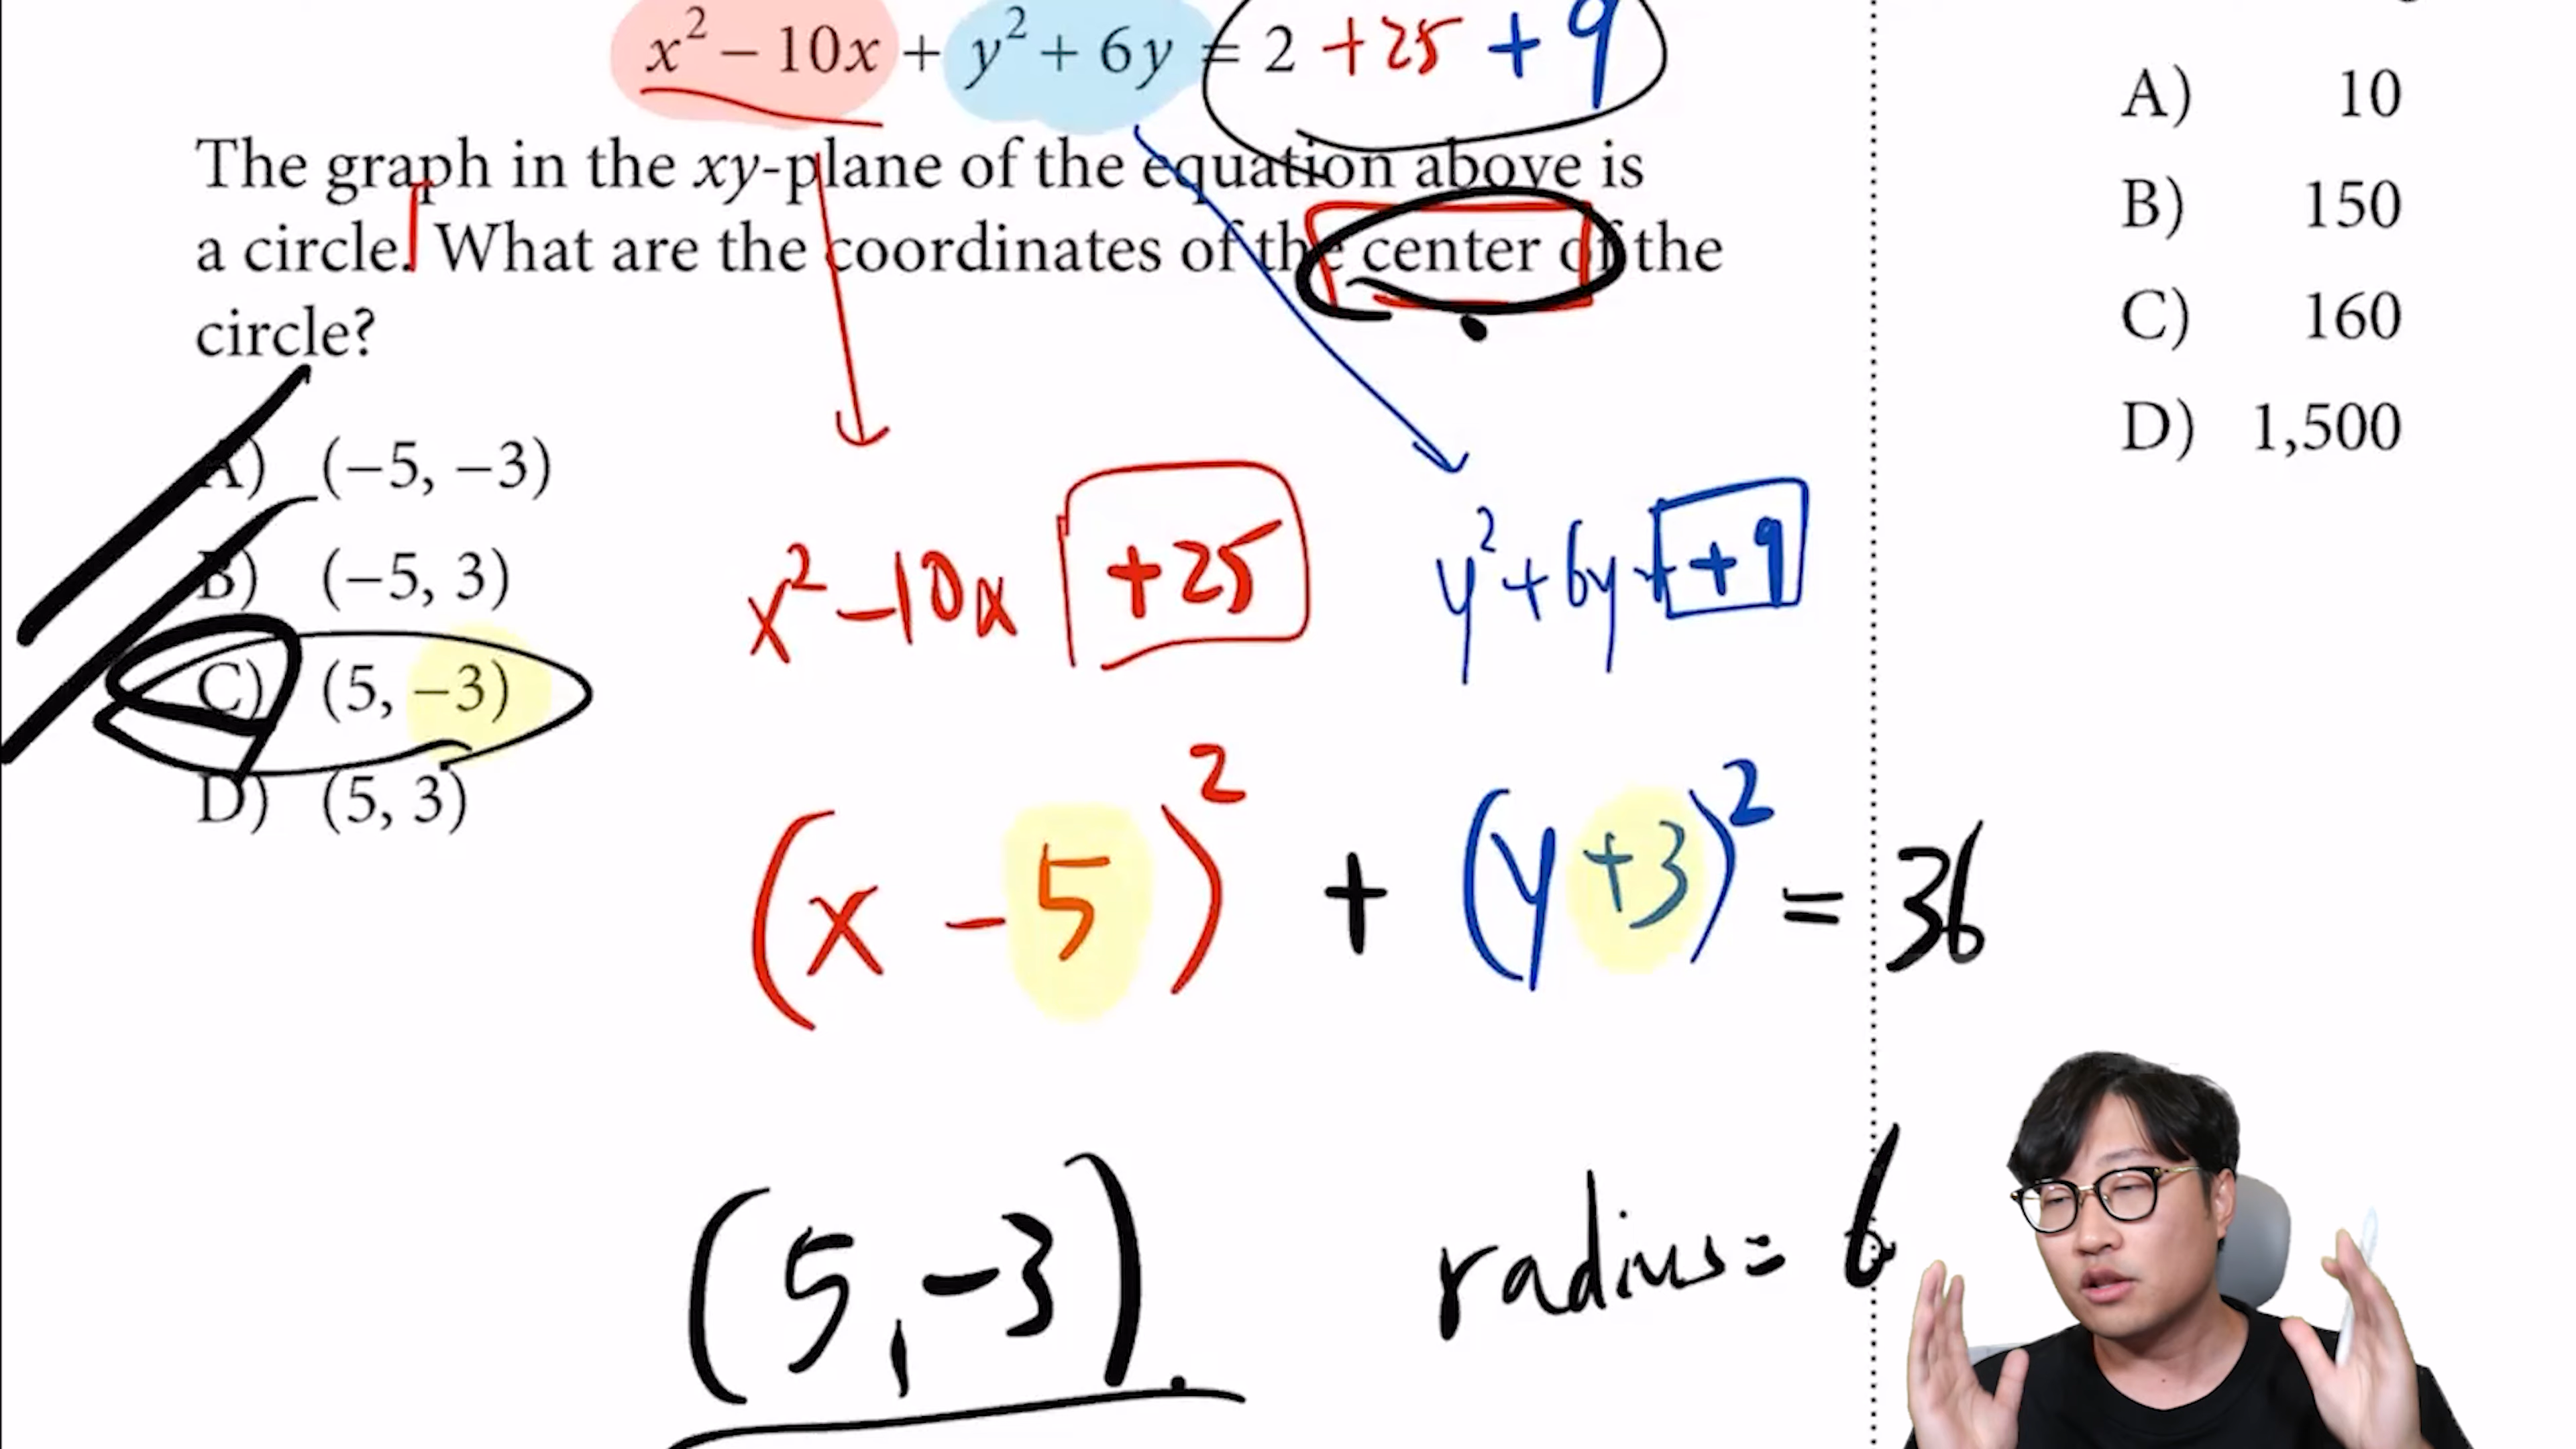 x² − 10x + y² + 6y = 2 +25 +9
The graph in the xy-plane of the equation above is
a circle. What are the coordinates of the center of the
circle?
A) (−5, −3)
B) (−5, 3)
C) (5, −3)
D) (5, 3)
x² −10x +25
y² + 6y + +9
(x − 5)² + (y +3)² = 36
(5, −3).
radius = 6
A) 10
B) 150
C) 160
D) 1,500